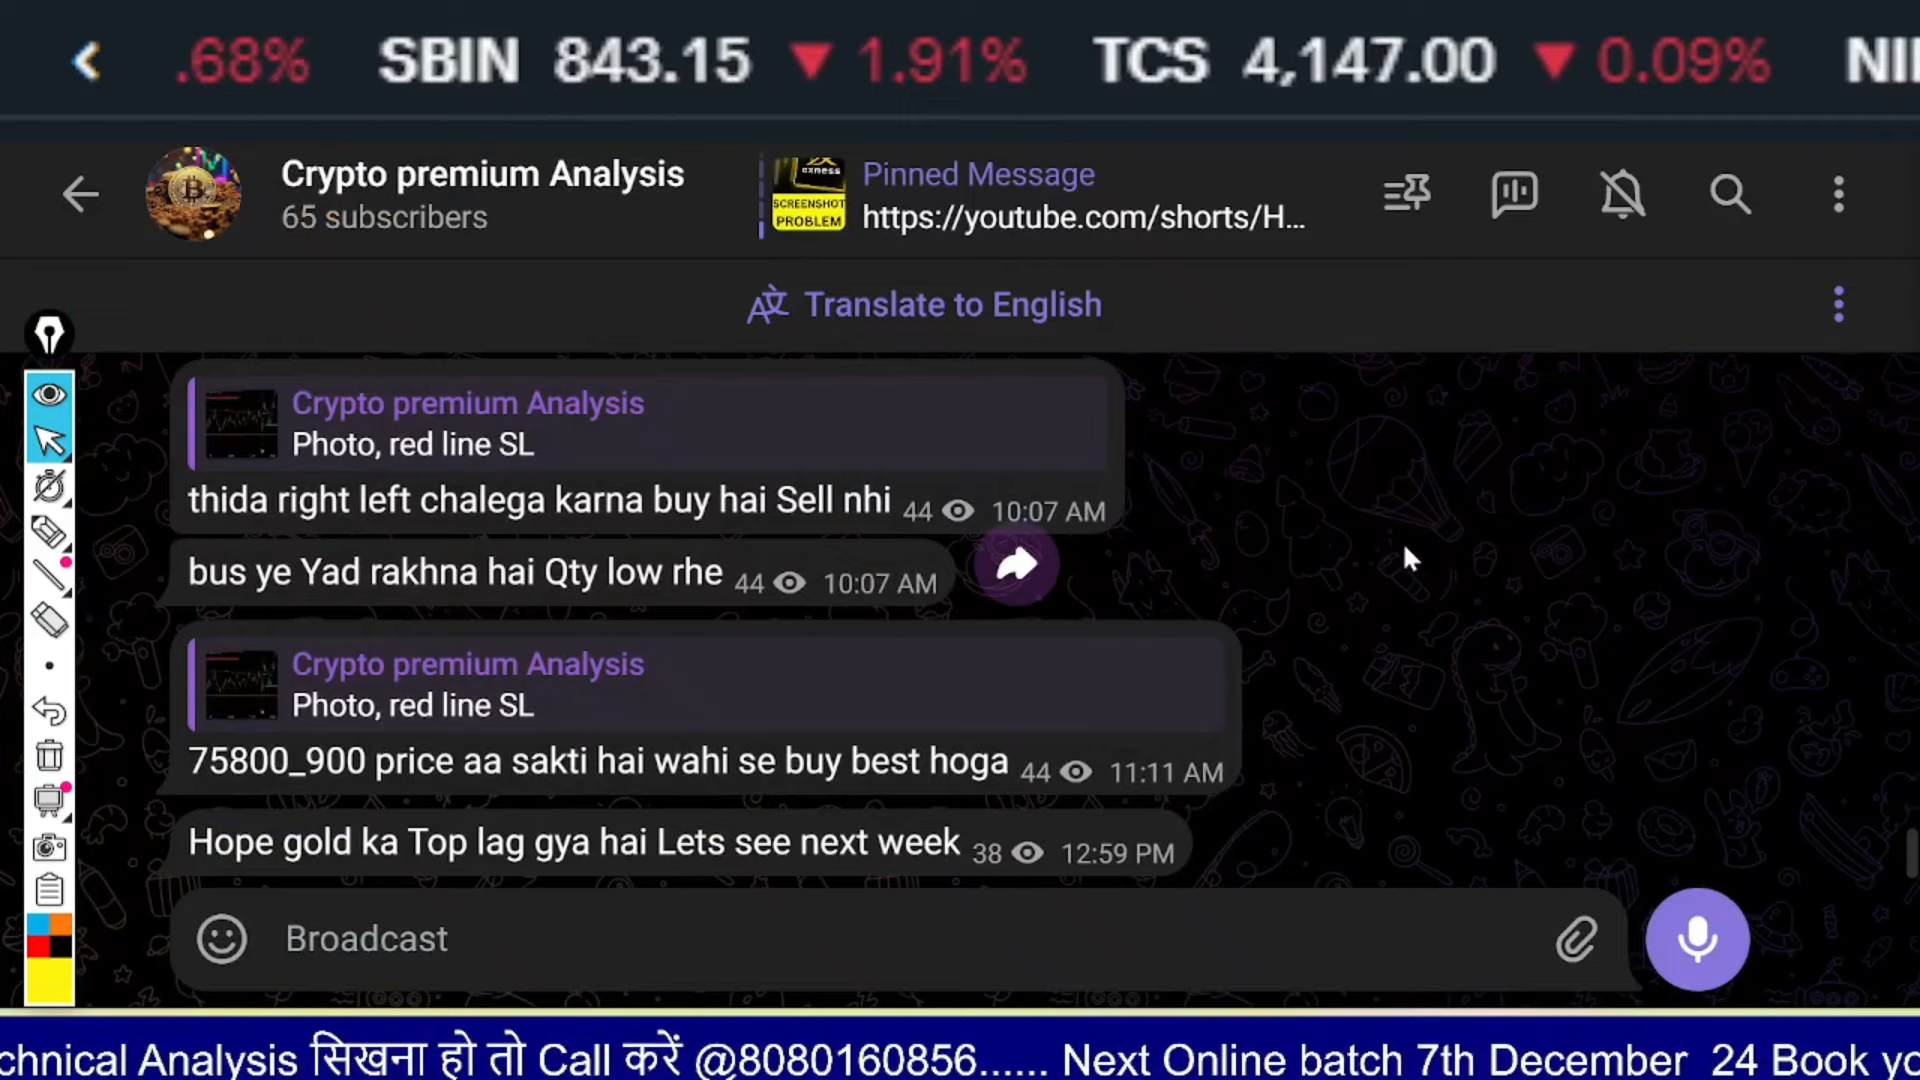 .68% SBIN 843.15 ▼ 1.91% TCS 4,147.00 ▼ 0.09%
Crypto premium Analysis
65 subscribers
exness
SCREENSHOT
PROBLEM
Pinned Message
https://youtube.com/shorts/H...
Translate to English
Crypto premium Analysis
Photo, red line SL
thida right left chalega karna buy hai Sell nhi 44 10:07 AM
bus ye Yad rakhna hai Qty low rhe 44 10:07 AM
Crypto premium Analysis
Photo, red line SL
75800_900 price aa sakti hai wahi se buy best hoga 44 11:11 AM
Hope gold ka Top lag gya hai Lets see next week 38 12:59 PM
Broadcast
chnical Analysis सिखना हो तो Call करें @8080160856...... Next Online batch 7th December 24 Book yo